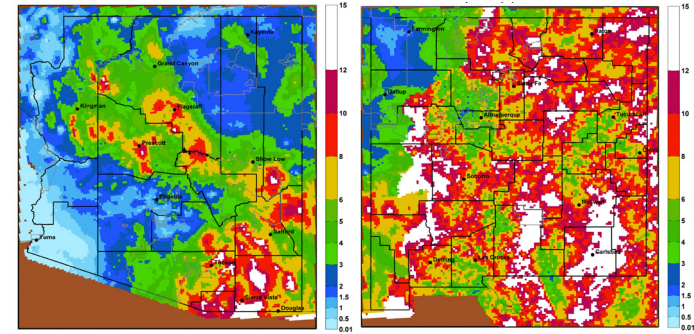 Kayenta
Grand Canyon
Kingman
Flagstaff
Prescott
Show Low
Phoenix
Safford
Yuma
Tucson
Sierra Vista
Douglas
15
12
10
8
6
5
4
3
2
1.5
1
0.5
0.01
Farmington
Raton
Gallup
Santa Fe
Albuquerque
Tucumcari
Socorro
Roswell
Deming
Las Cruces
Carlsbad
15
12
10
8
6
5
4
3
2
1.5
1
0.5
0.01